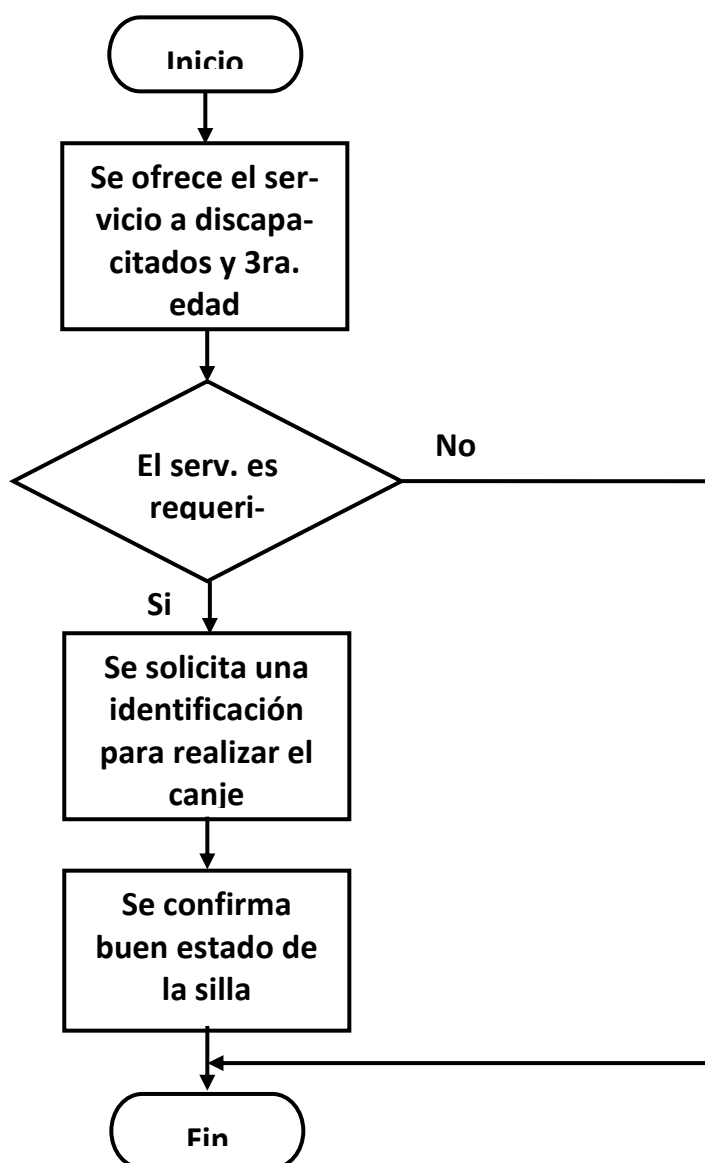 Inicio
Se ofrece el ser-
vicio a discapa-
citados y 3ra.
edad
El serv. es
requeri-
No
Si
Se solicita una
identificación
para realizar el
canje
Se confirma
buen estado de
la silla
Fin